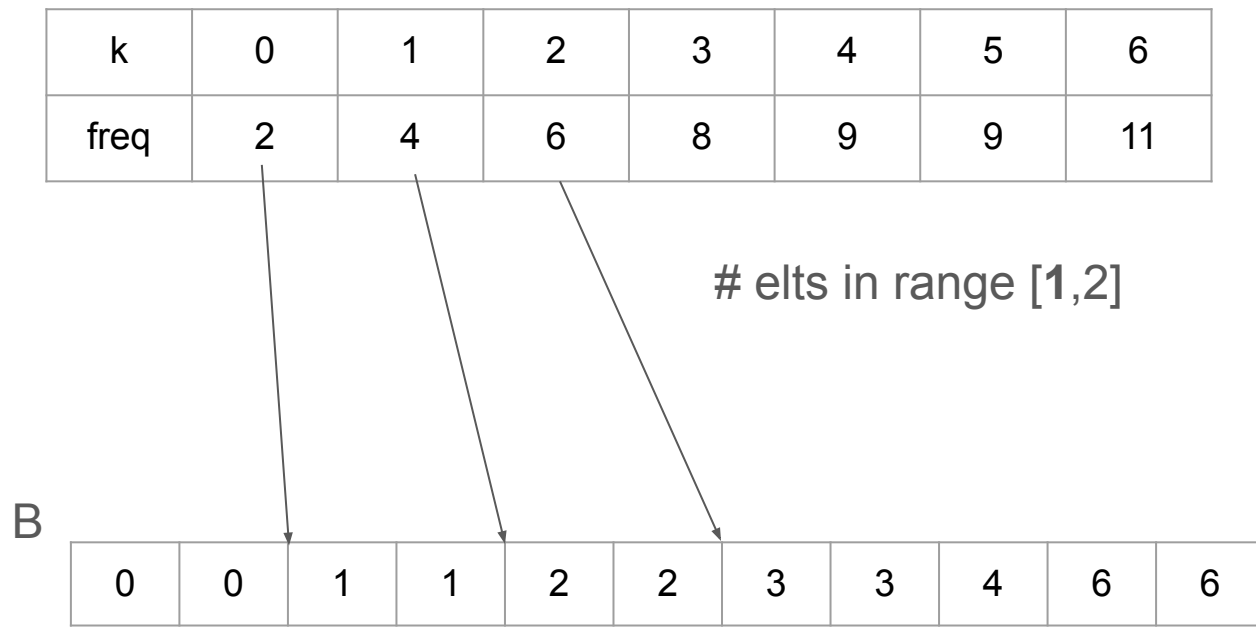 k 0 1 2 3 4 5 6
freq 2 4 6 8 9 9 11
# elts in range [1,2]
B
0 0 1 1 2 2 3 3 4 6 6